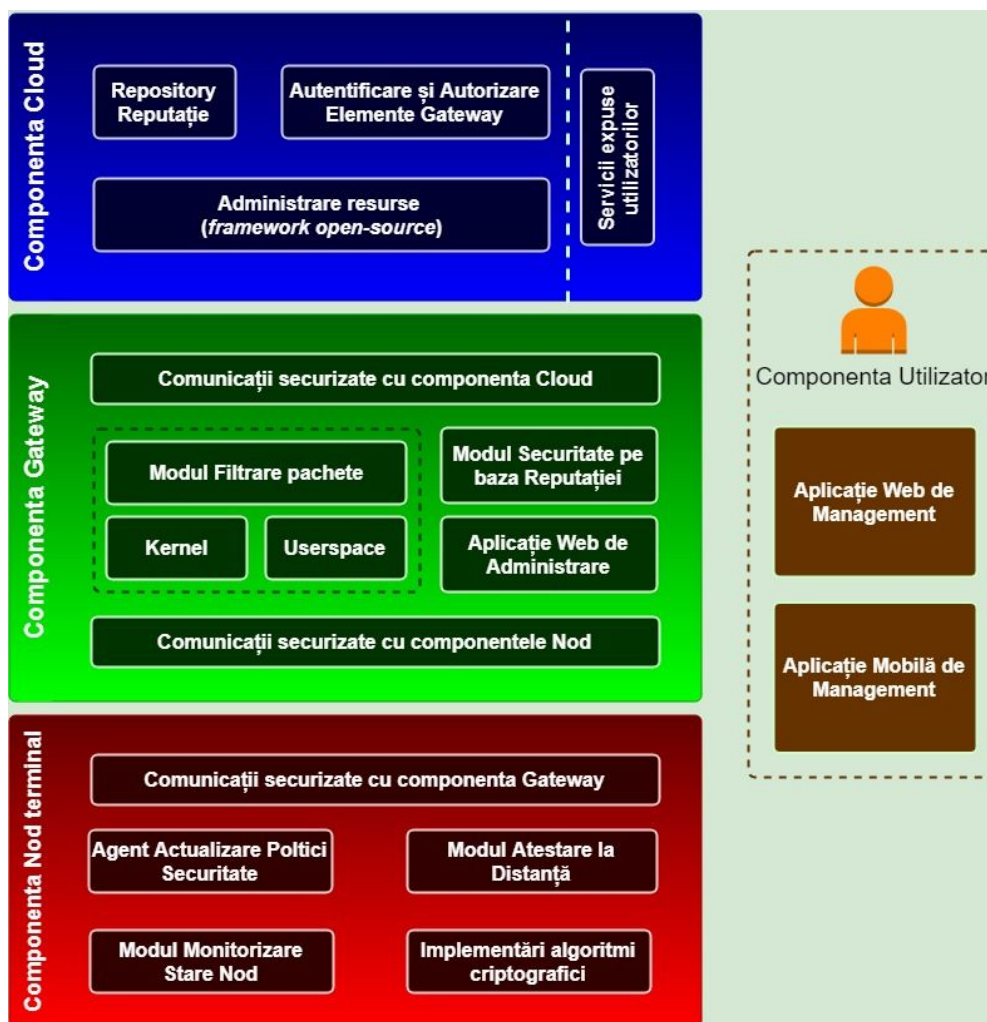 Componenta Cloud
Repository
Reputație
Autentificare și Autorizare
Elemente Gateway
Administrare resurse
(framework open-source)
Servicii expuse
utilizatorilor
Componenta Gateway
Comunicații securizate cu componenta Cloud
Modul Filtrare pachete
Kernel
Userspace
Modul Securitate pe
baza Reputației
Aplicație Web de
Administrare
Comunicații securizate cu componentele Nod
Componenta Nod terminal
Comunicații securizate cu componenta Gateway
Agent Actualizare Poltici
Securitate
Modul Atestare la
Distanță
Modul Monitorizare
Stare Nod
Implementări algoritmi
criptografici
Componenta Utilizator
Aplicație Web de
Management
Aplicație Mobilă de
Management